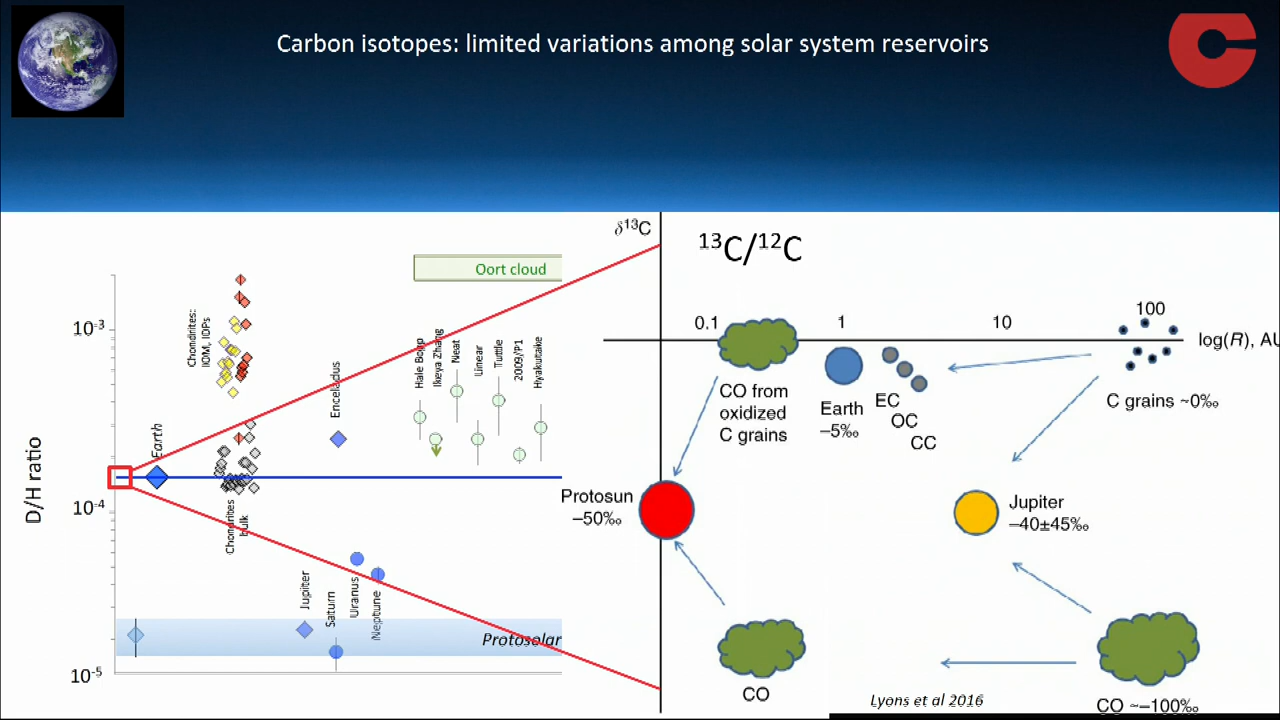 Carbon isotopes: limited variations among solar system reservoirs
δ¹³C
¹³C/¹²C
Oort cloud
10⁻³
Chondrites:
IOM, IDPs
Hale Bopp
Ikeya Zhang
Neat
Linear
Tuttle
2009/P1
Hyakutake
Enceladus
Earth
D/H ratio
10⁻⁴
Chondrites
bulk
Jupiter
Saturn
Uranus
Neptune
Protosolar
10⁻⁵
0.1
1
10
100
log(R), AU
CO from
oxidized
C grains
Earth
–5‰
EC
OC
CC
C grains ~0‰
Protosun
–50‰
Jupiter
–40±45‰
CO
Lyons et al 2016
CO ~–100‰